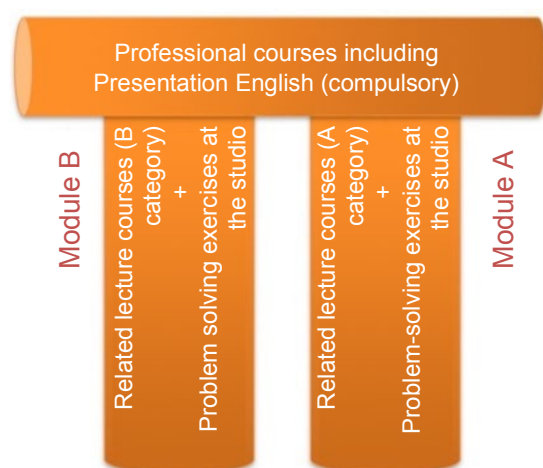 Professional courses including
Presentation English (compulsory)
Module B
Related lecture courses (B
category)
+
Problem solving exercises at
the studio
Related lecture courses (A
category)
+
Problem-solving exercises at
the studio
Module A